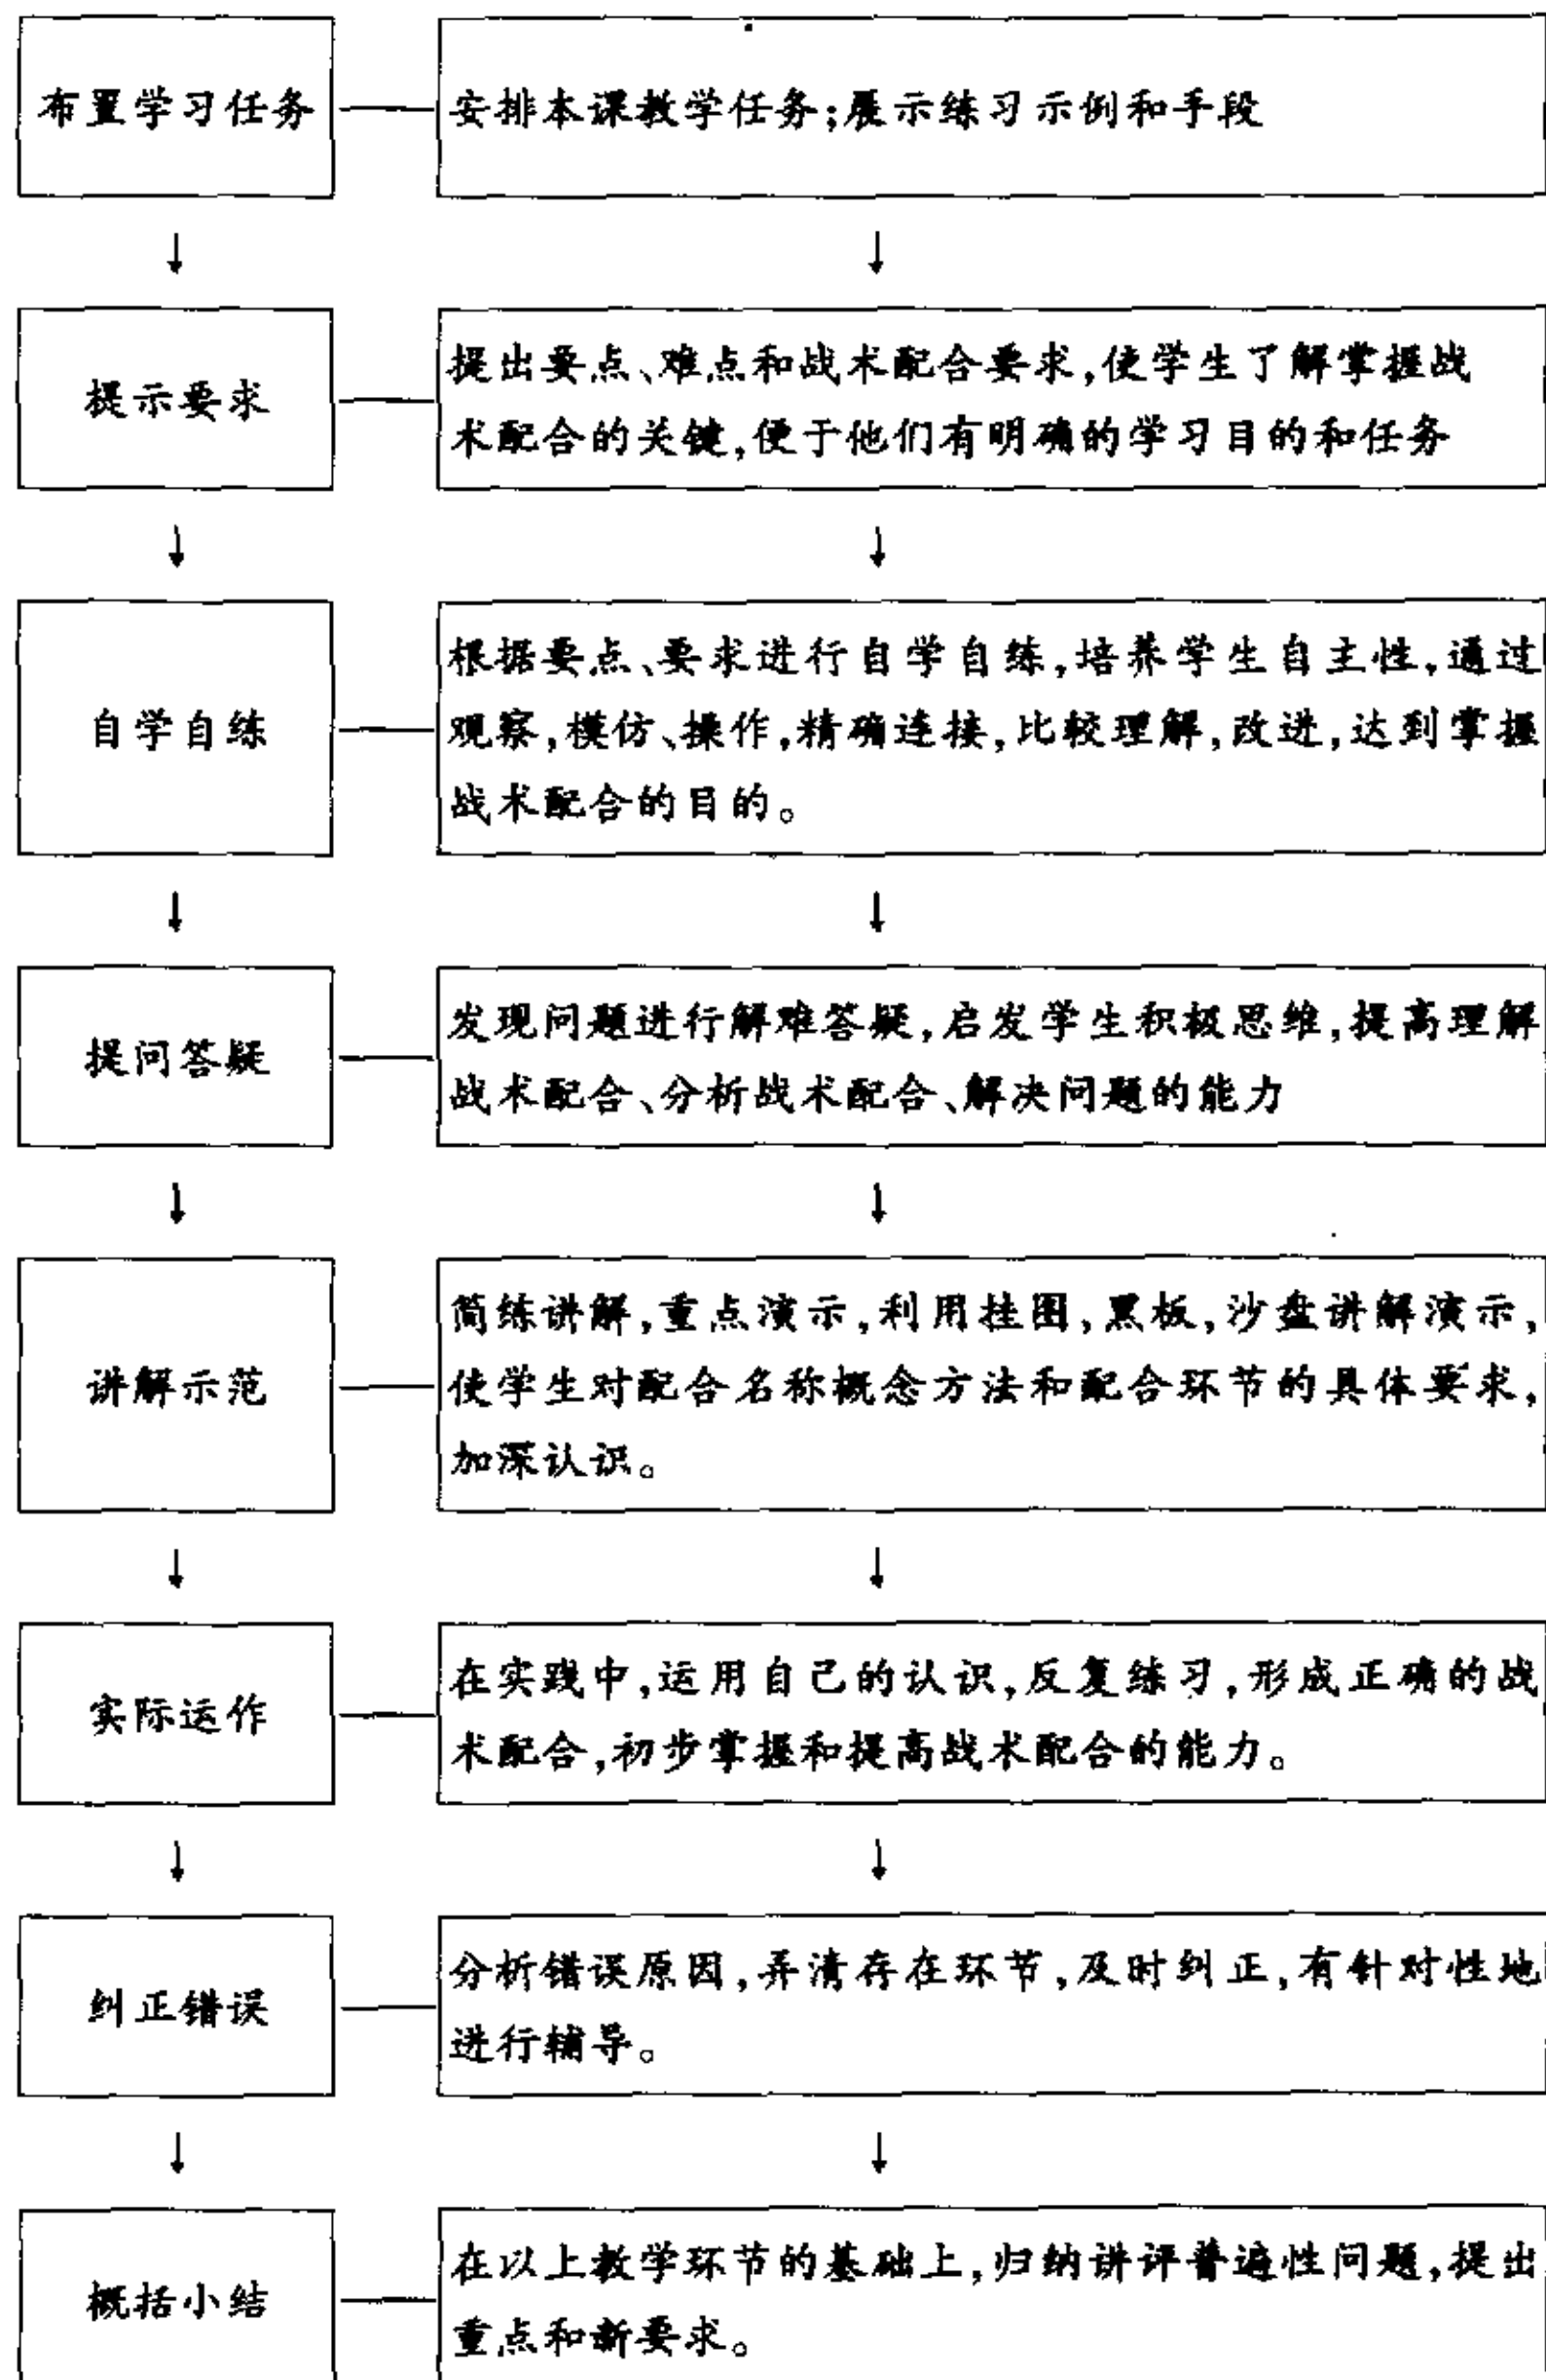 布置学习任务
安排本课教学任务;展示练习示例和手段
提示要求
提出要点、难点和战术配合要求,使学生了解掌握战
术配合的关键,便于他们有明确的学习目的和任务
自学自练
根据要点、要求进行自学自练,培养学生自主性,通过
观察,模仿、操作,精确连接,比较理解,改进,达到掌握
战术配合的目的。
提问答疑
发现问题进行解难答疑,启发学生积极思维,提高理解
战术配合、分析战术配合、解决问题的能力
讲解示范
简练讲解,重点演示,利用挂图,黑板,沙盘讲解演示,
使学生对配合名称概念方法和配合环节的具体要求,
加深认识。
实际运作
在实践中,运用自己的认识,反复练习,形成正确的战
术配合,初步掌握和提高战术配合的能力。
纠正错误
分析错误原因,弄清存在环节,及时纠正,有针对性地
进行辅导。
概括小结
在以上教学环节的基础上,归纳讲评普遍性问题,提出
重点和新要求。